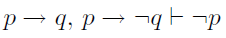 p → q, p → ¬q ⊢ ¬p